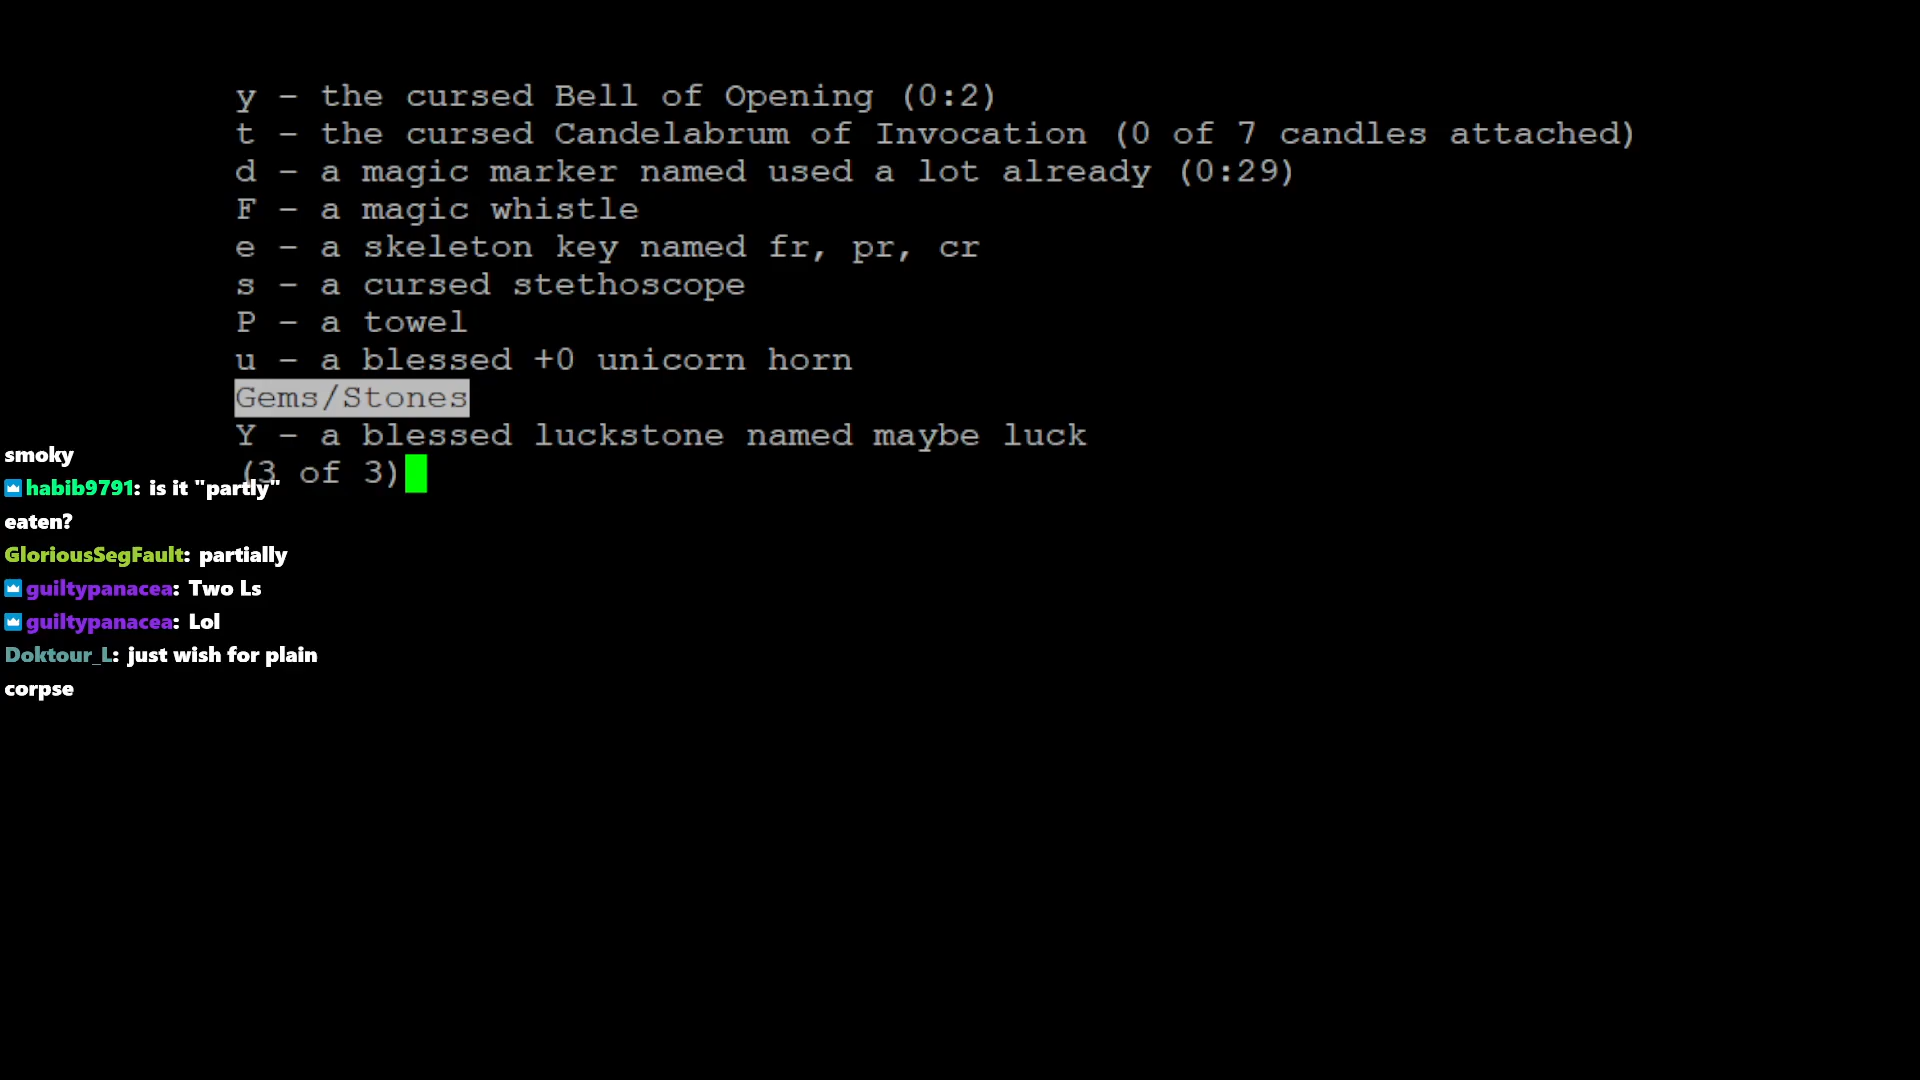 y - the cursed Bell of Opening (0:2)
t - the cursed Candelabrum of Invocation (0 of 7 candles attached)
d - a magic marker named used a lot already (0:29)
F - a magic whistle
e - a skeleton key named fr, pr, cr
s - a cursed stethoscope
P - a towel
u - a blessed +0 unicorn horn
Gems/Stones
Y - a blessed luckstone named maybe luck
(3 of 3)
smoky
habib9791: is it "partly"
eaten?
GloriousSegFault: partially
guiltypanacea: Two Ls
guiltypanacea: Lol
Doktour_L: just wish for plain
corpse